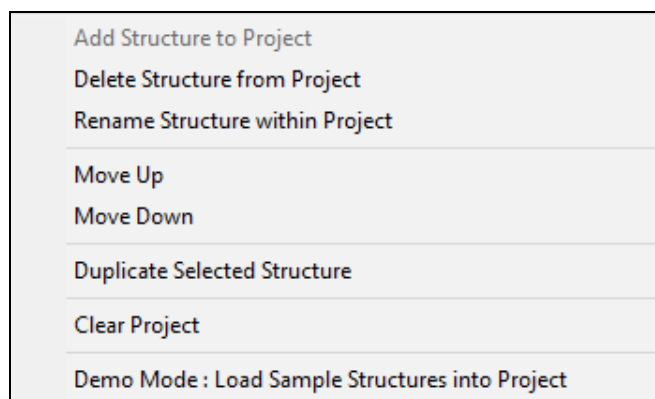 Add Structure to Project
Delete Structure from Project
Rename Structure within Project
Move Up
Move Down
Duplicate Selected Structure
Clear Project
Demo Mode : Load Sample Structures into Project